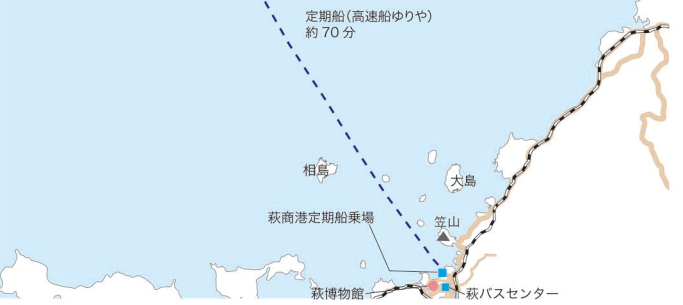 定期船（高速船ゆりや）
約 70 分
相島
大島
笠山
萩商港定期船乗場
萩博物館
萩バスセンター